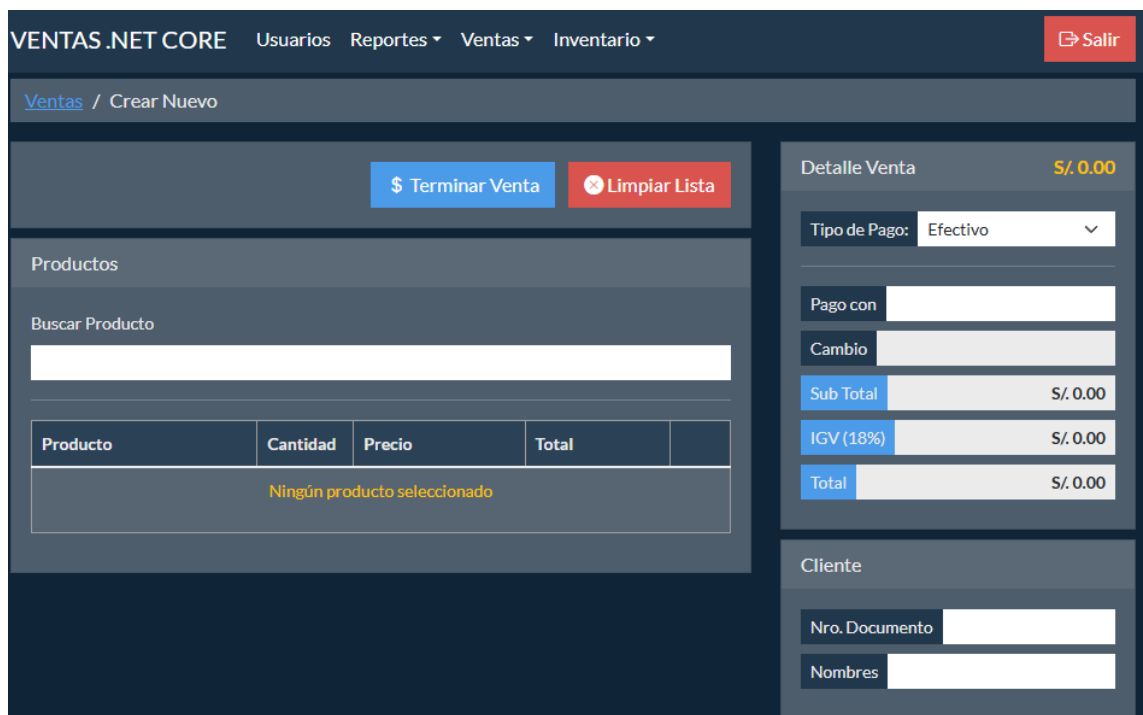 VENTAS .NET CORE Usuarios Reportes Ventas Inventario Salir
Ventas / Crear Nuevo
$ Terminar Venta Limpiar Lista
Productos
Buscar Producto
Producto Cantidad Precio Total
Ningún producto seleccionado
Detalle Venta S/. 0.00
Tipo de Pago: Efectivo
Pago con
Cambio
Sub Total S/. 0.00
IGV (18%) S/. 0.00
Total S/. 0.00
Cliente
Nro. Documento
Nombres